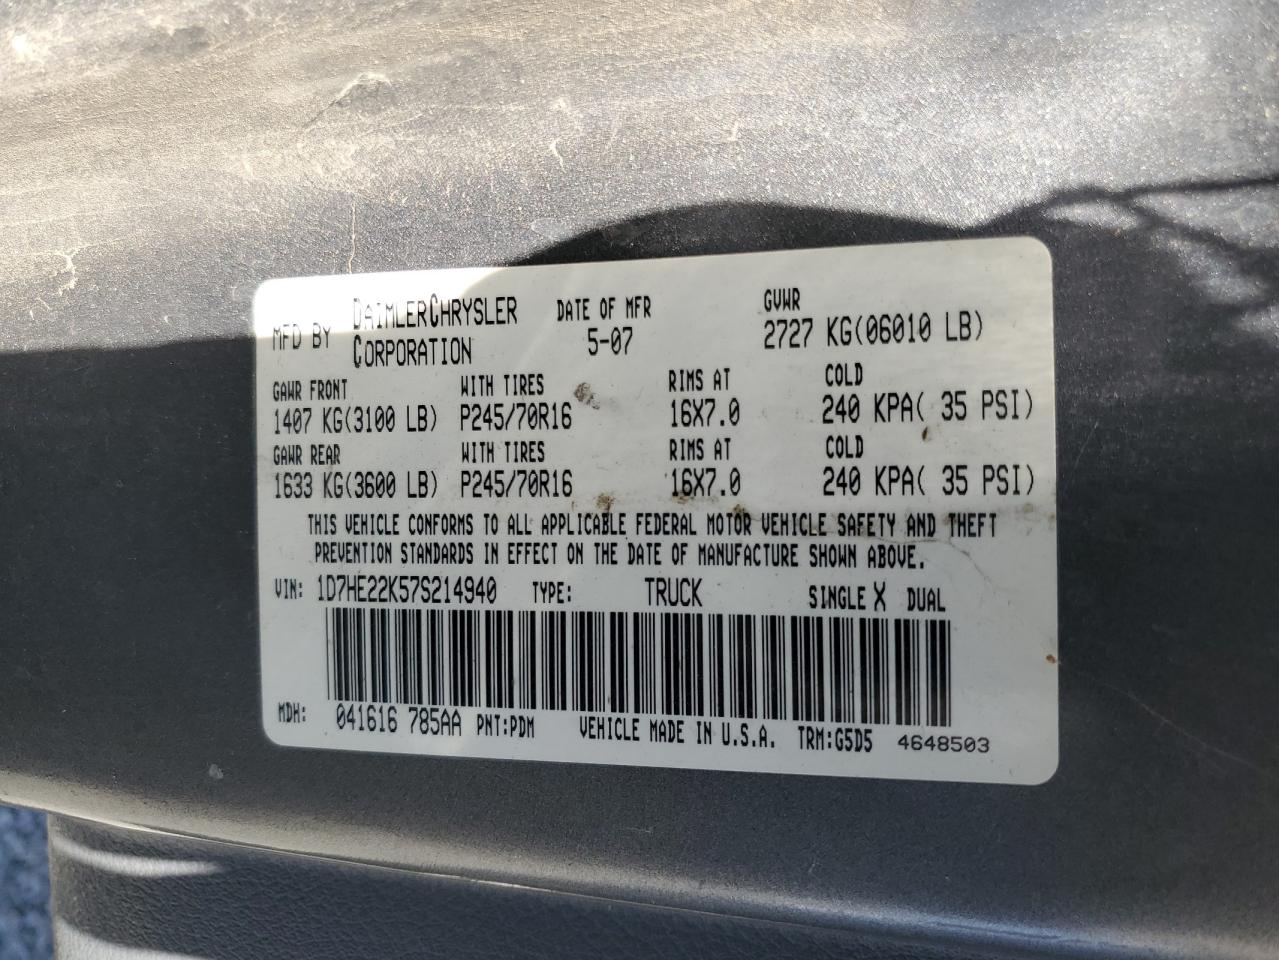 MFD BY DAIMLERCHRYSLER CORPORATION DATE OF MFR 5-07 GVWR 2727 KG(06010 LB)
GAWR FRONT WITH TIRES RIMS AT COLD
1407 KG(3100 LB) P245/70R16 16X7.0 240 KPA( 35 PSI)
GAWR REAR WITH TIRES RIMS AT COLD
1633 KG(3600 LB) P245/70R16 16X7.0 240 KPA( 35 PSI)
THIS VEHICLE CONFORMS TO ALL APPLICABLE FEDERAL MOTOR VEHICLE SAFETY AND THEFT
PREVENTION STANDARDS IN EFFECT ON THE DATE OF MANUFACTURE SHOWN ABOVE.
VIN: 1D7HE22K57S214940 TYPE: TRUCK SINGLE X DUAL
MDH: 041616 785AA PNT:PDM VEHICLE MADE IN U.S.A. TRM:G5D5 4648503